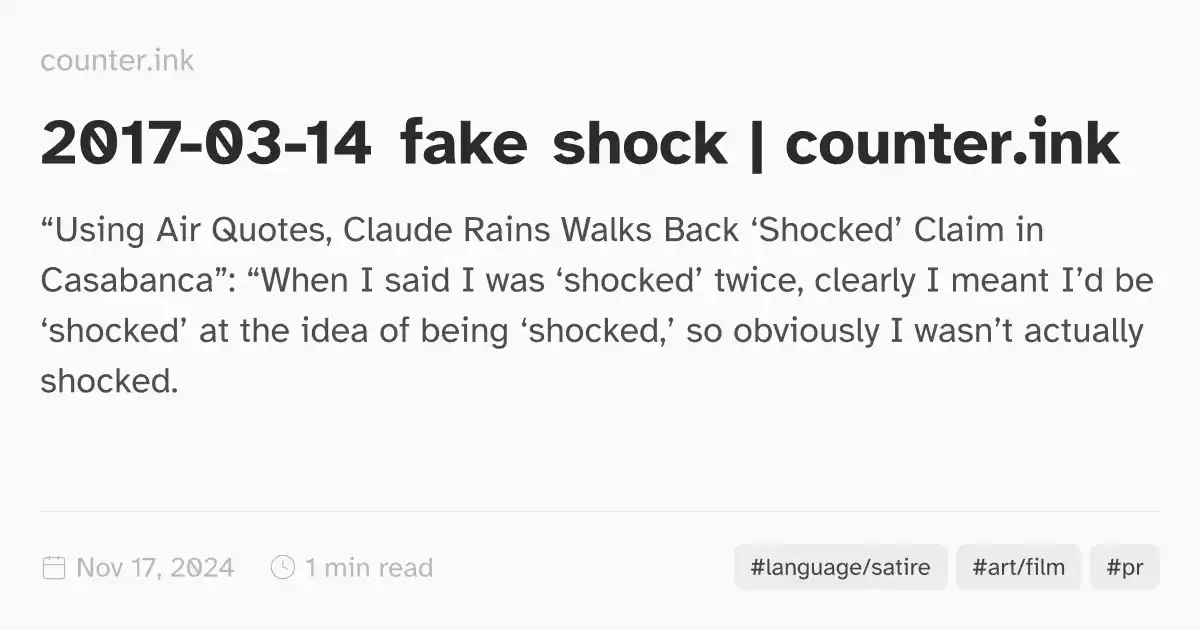 counter.ink
2017-03-14 fake shock | counter.ink
“Using Air Quotes, Claude Rains Walks Back ‘Shocked’ Claim in
Casabanca”: “When I said I was ‘shocked’ twice, clearly I meant I’d be
‘shocked’ at the idea of being ‘shocked,’ so obviously I wasn’t actually
shocked.
Nov 17, 2024 1 min read #language/satire #art/film #pr